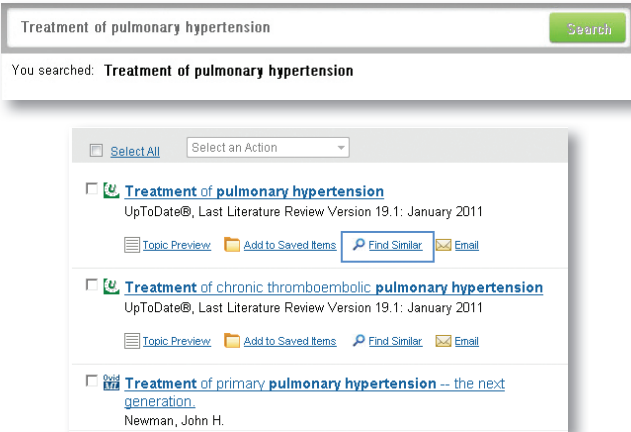 Treatment of pulmonary hypertension
Search
You searched: Treatment of pulmonary hypertension
Select All
Select an Action
Treatment of pulmonary hypertension
UpToDate®, Last Literature Review Version 19.1: January 2011
Topic Preview Add to Saved Items Find Similar Email
Treatment of chronic thromboembolic pulmonary hypertension
UpToDate®, Last Literature Review Version 19.1: January 2011
Topic Preview Add to Saved Items Find Similar Email
Ovid
Treatment of primary pulmonary hypertension -- the next
generation.
Newman, John H.